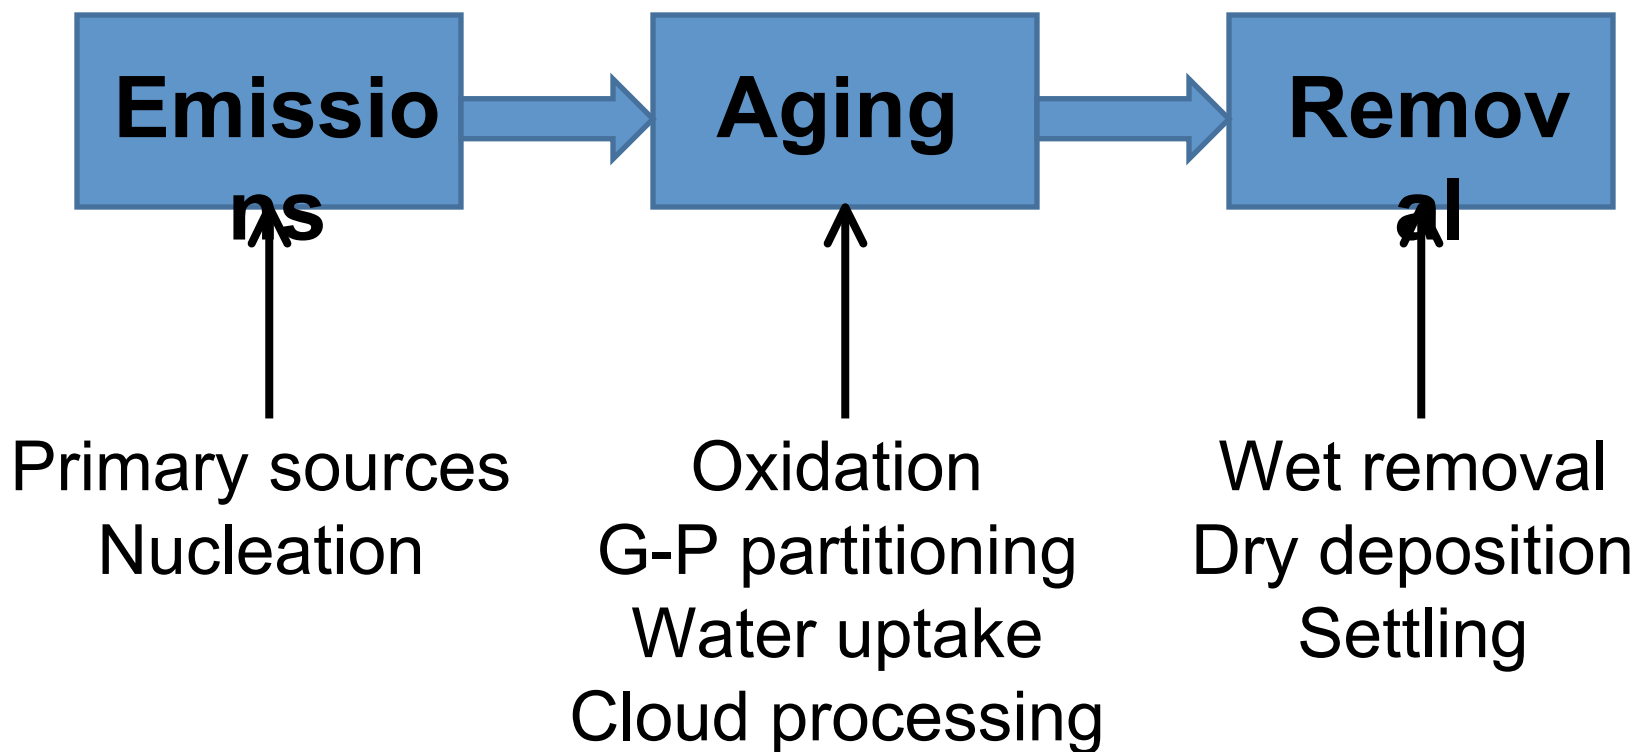 Emissio
ns
Aging
Remov
al
Primary sources
Nucleation
Oxidation
G-P partitioning
Water uptake
Cloud processing
Wet removal
Dry deposition
Settling